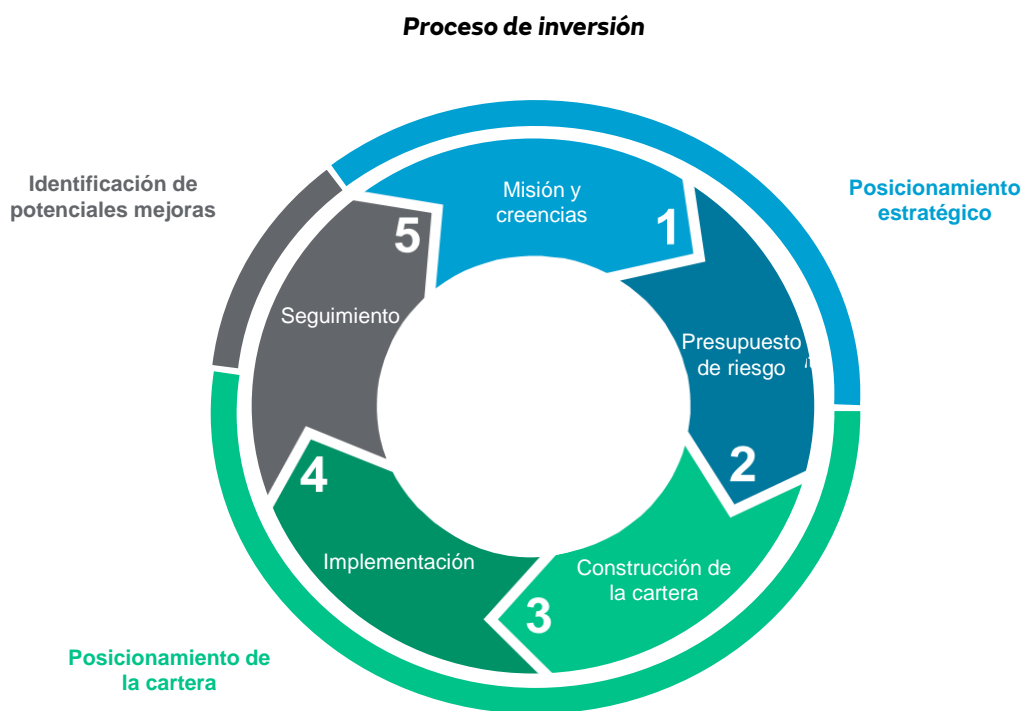 Proceso de inversión
Identificación de
potenciales mejoras
Posicionamiento
estratégico
Misión y
creencias
1
Presupuesto
de riesgo
2
Construcción de
la cartera
3
Implementación
4
Seguimiento
5
Posicionamiento de
la cartera